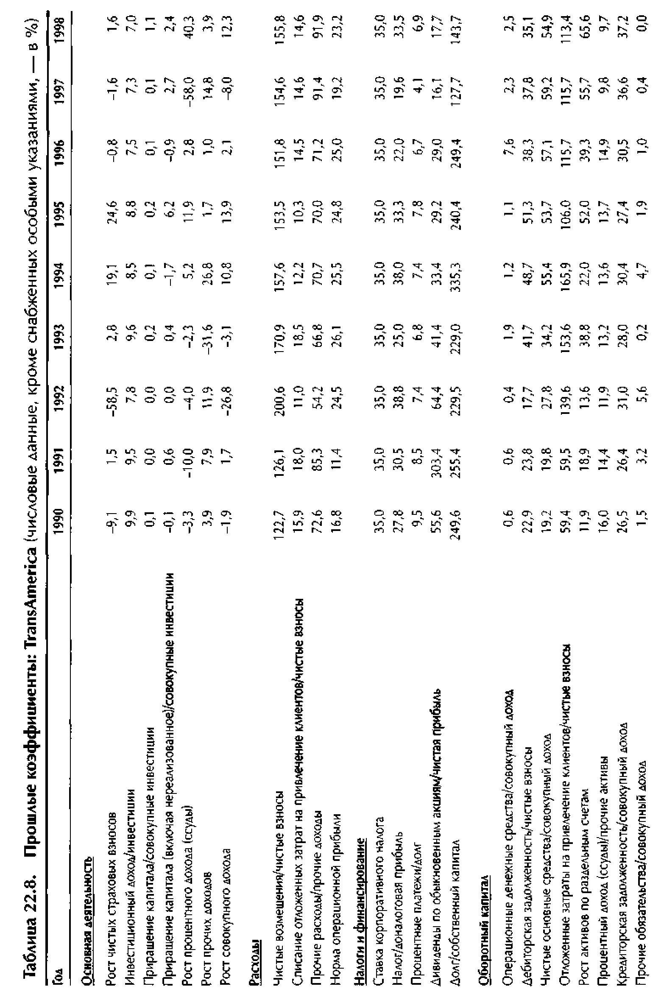 Таблица 22.8. Прошлые коэффициенты: TransAmerica (числовые данные, кроме снабженных особыми указаниями, — в %)
Год 1990 1991 1992 1993 1994 1995 1996 1997 1998
Основная деятельность
Рост чистых страховых взносов –9,1 1,5 –58,5 2,8 19,1 24,6 –0,8 –1,6 1,6
Инвестиционный доход/инвестиции 9,9 9,5 7,8 9,6 8,5 8,8 7,5 7,3 7,0
Приращение капитала/совокупные инвестиции 0,1 0,0 0,0 0,2 0,1 0,2 0,1 0,1 1,1
Приращение капитала (включая нереализованное)/совокупные инвестиции –0,1 0,6 0,0 0,4 –1,7 6,2 –0,9 2,7 2,4
Рост процентного дохода (ссуды) –3,3 –10,0 –4,0 –2,3 5,2 11,9 2,8 –58,0 40,3
Рост прочих доходов 3,9 7,9 11,9 –31,6 26,8 1,7 1,0 14,8 3,9
Рост совокупного дохода –1,9 1,7 –26,8 –3,1 10,8 13,9 2,1 –8,0 12,3
Расходы
Чистые возмещения/чистые взносы 122,7 126,1 200,6 170,9 157,6 153,5 151,8 154,6 155,8
Списание отложенных затрат на привлечение клиентов/чистые взносы 15,9 18,0 11,0 18,5 12,2 10,3 14,5 14,6 14,6
Прочие расходы/прочие доходы 72,6 85,3 54,2 66,8 70,7 70,0 71,2 91,4 91,9
Норма операционной прибыли 16,8 11,4 24,5 26,1 25,5 24,8 25,0 19,2 23,2
Налоги и финансирование
Ставка корпоративного налога 35,0 35,0 35,0 35,0 35,0 35,0 35,0 35,0 35,0
Налог/доналоговая прибыль 27,8 30,5 38,8 25,0 38,0 33,3 22,0 19,6 33,5
Процентные платежи/долг 9,5 8,5 7,4 6,8 7,4 7,8 6,7 4,1 6,9
Дивиденды по обыкновенным акциям/чистая прибыль 55,6 303,4 64,4 41,4 33,4 29,2 29,0 16,1 17,7
Долг/собственный капитал 249,6 255,4 229,5 229,0 335,3 240,4 249,4 127,7 143,7
Оборотный капитал
Операционные денежные средства/совокупный доход 0,6 0,6 0,4 1,9 1,2 1,1 7,6 2,3 2,5
Дебиторская задолженность/чистые взносы 22,9 23,8 17,7 41,7 48,7 51,3 38,3 37,8 35,1
Чистые основные средства/совокупный доход 19,2 19,8 27,8 34,2 55,4 53,7 57,1 59,2 54,9
Отложенные затраты на привлечение клиентов/чистые взносы 59,4 59,5 139,6 153,6 165,9 106,0 115,7 115,7 113,4
Рост активов по раздельным счетам 11,9 18,9 13,6 38,8 22,0 52,0 39,3 55,7 65,6
Процентный доход (ссуды)/прочие активы 16,0 14,4 11,9 13,2 13,6 13,7 14,9 9,8 9,7
Кредиторская задолженность/совокупный доход 26,5 26,4 31,0 28,0 30,4 27,4 30,5 36,6 37,2
Прочие обязательства/совокупный доход 1,5 3,2 5,6 0,2 4,7 1,9 1,0 0,4 0,0